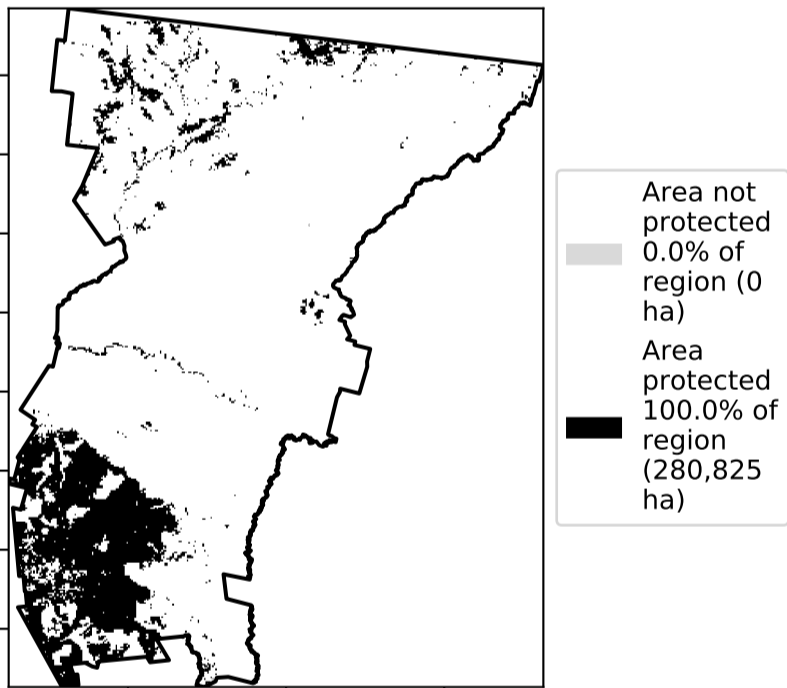 Area not
protected
0.0% of
region (0
ha)
Area
protected
100.0% of
region
(280,825
ha)